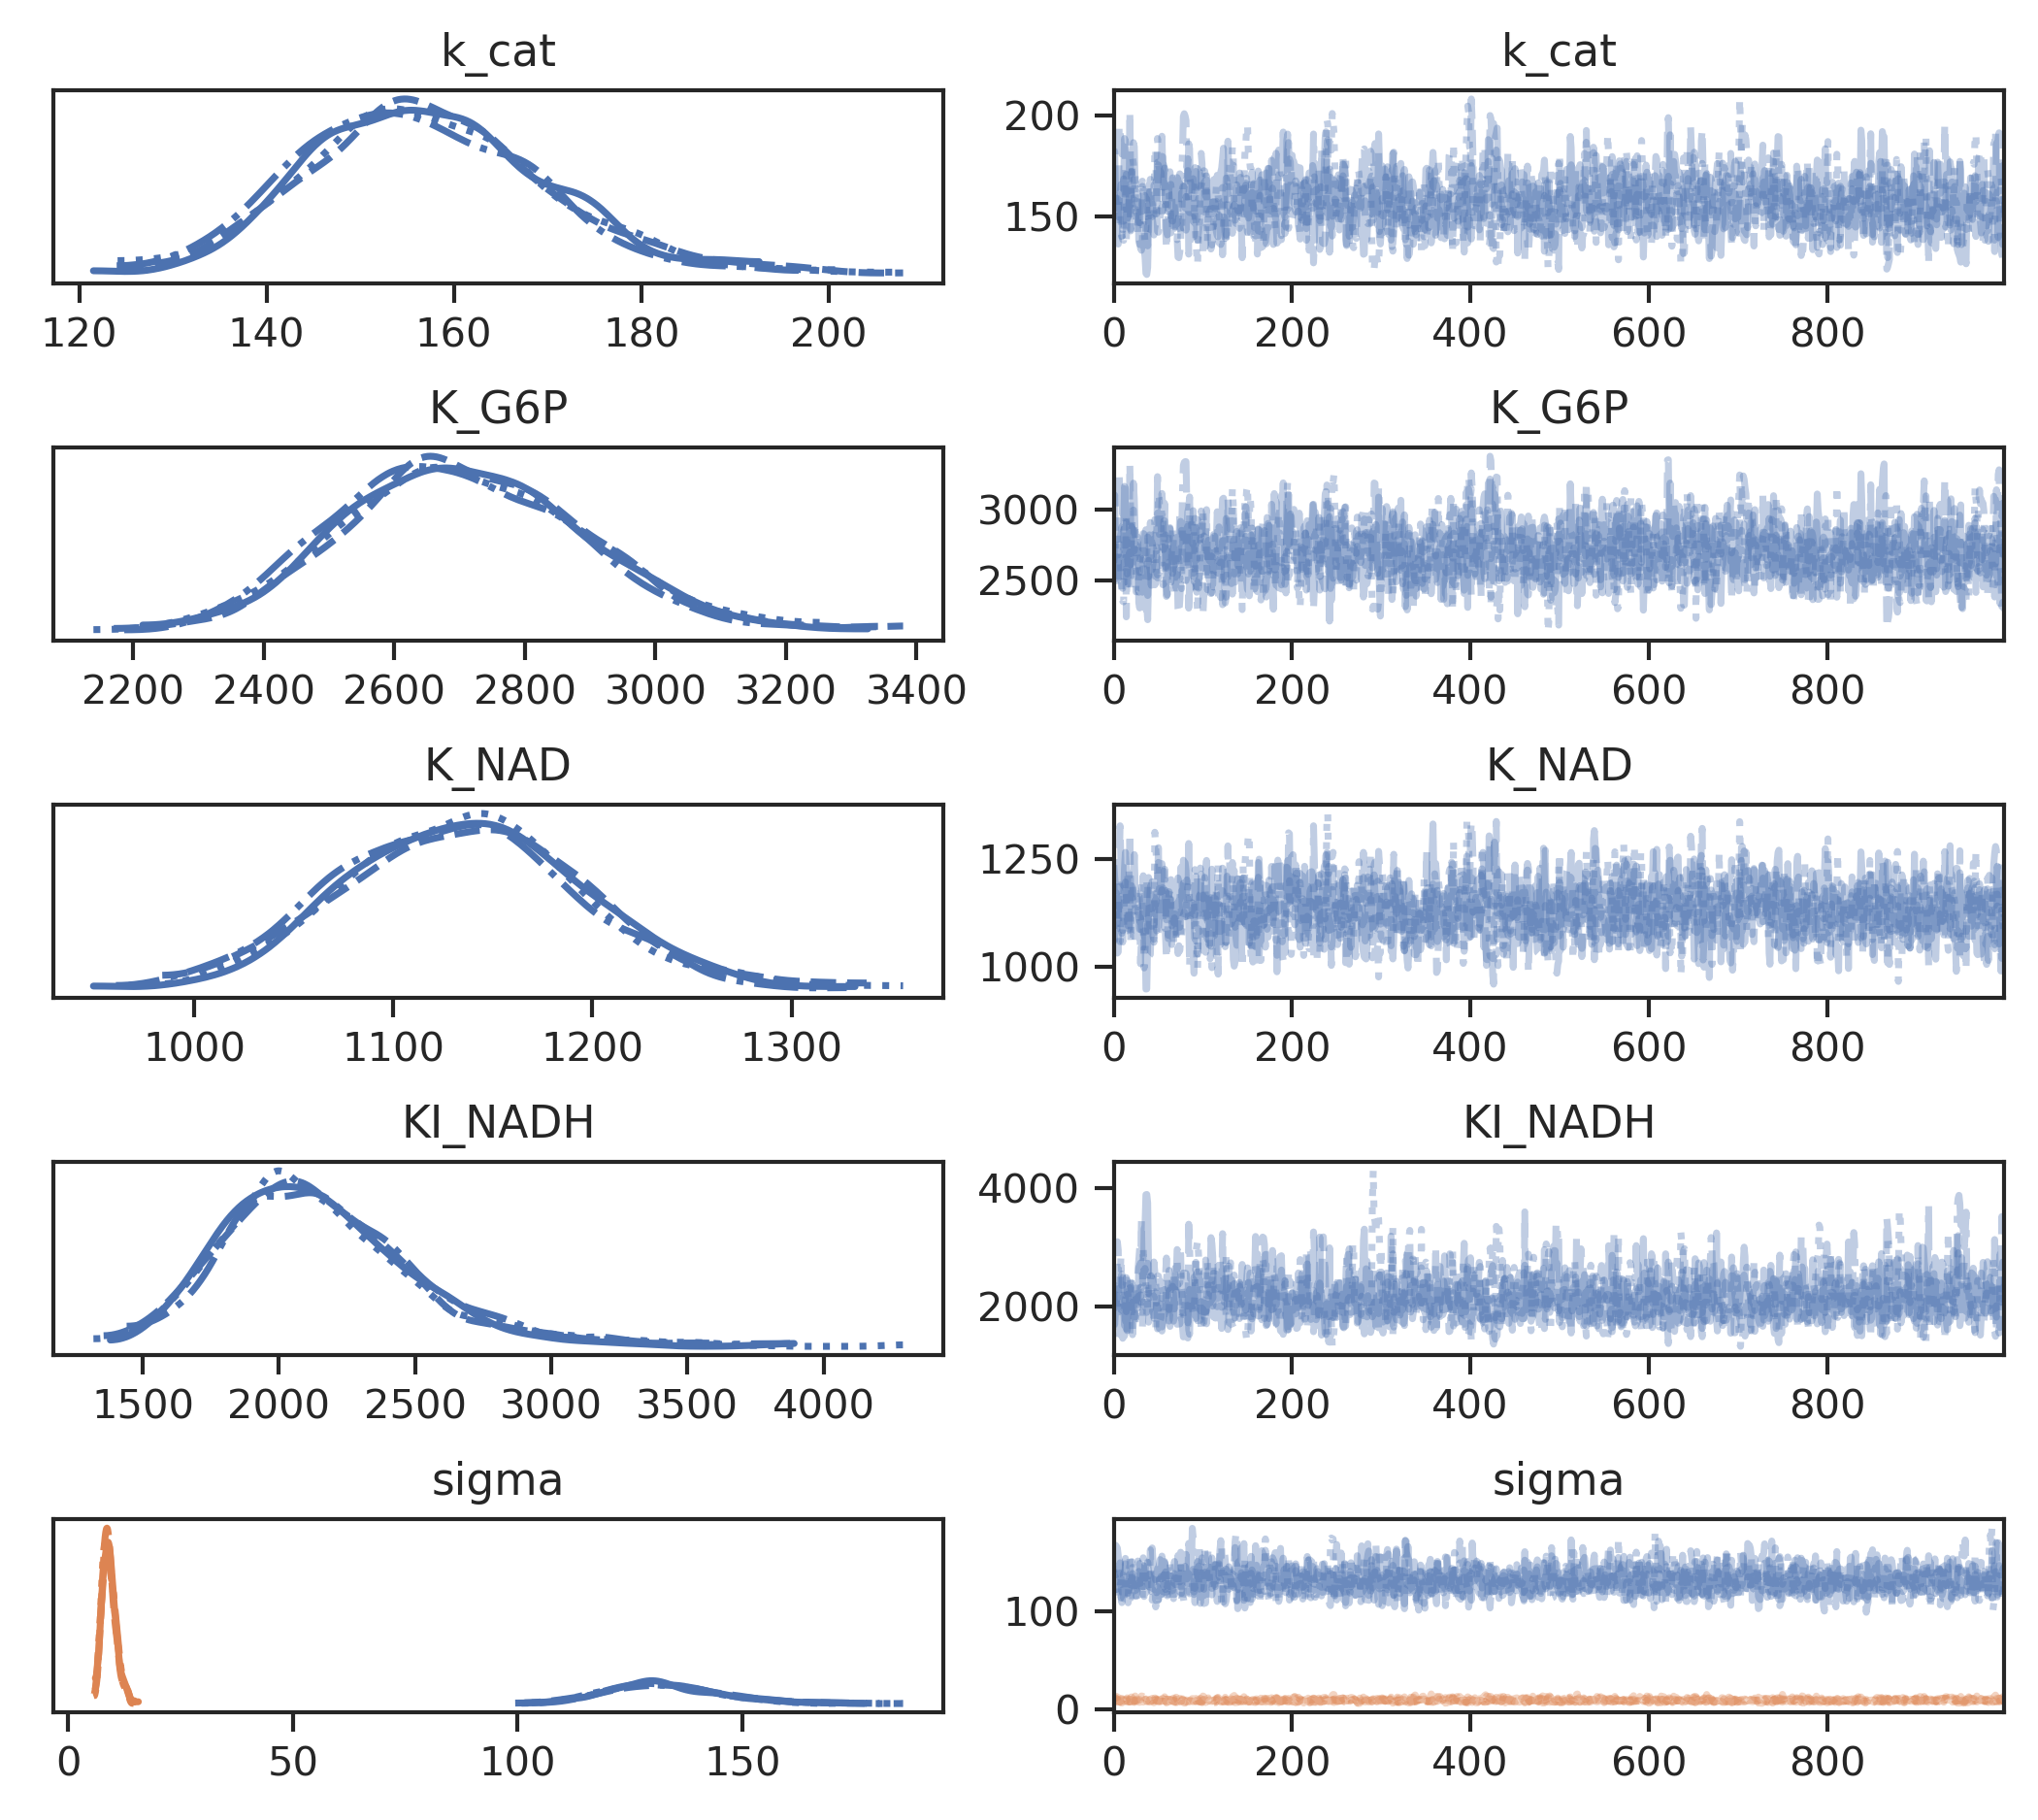 k_cat
k_cat
200
150
120 140 160 180 200
0 200 400 600 800
K_G6P
K_G6P
3000
2500
2200 2400 2600 2800 3000 3200 3400
0 200 400 600 800
K_NAD
K_NAD
1250
1000
1000 1100 1200 1300
0 200 400 600 800
KI_NADH
KI_NADH
4000
2000
1500 2000 2500 3000 3500 4000
0 200 400 600 800
sigma
sigma
100
0
0 50 100 150
0 200 400 600 800